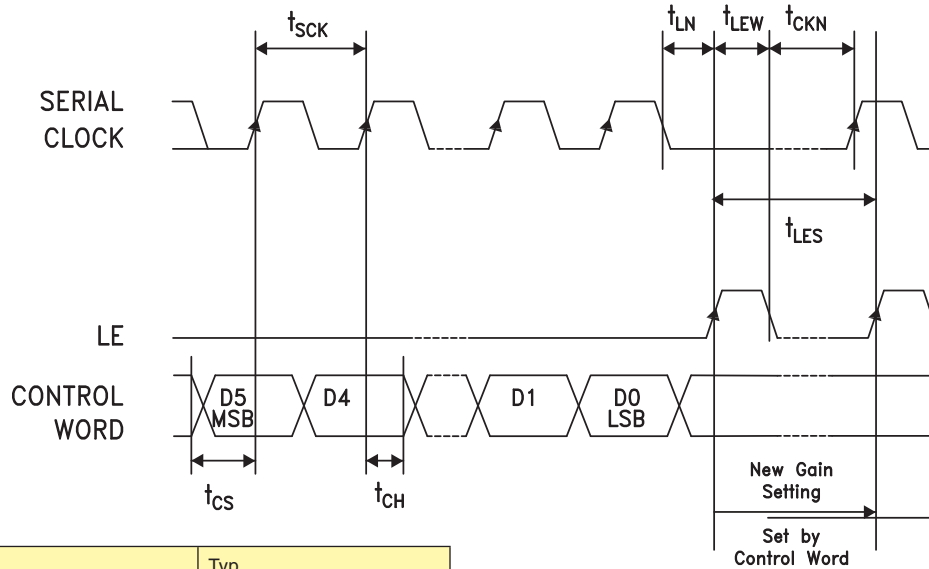 tSCK
tLN tLEW tCKN
SERIAL
CLOCK
tLES
LE
CONTROL
WORD
D5
MSB
D4
D1
D0
LSB
tCS
tCH
New Gain
Setting
Set by
Control Word
Typ